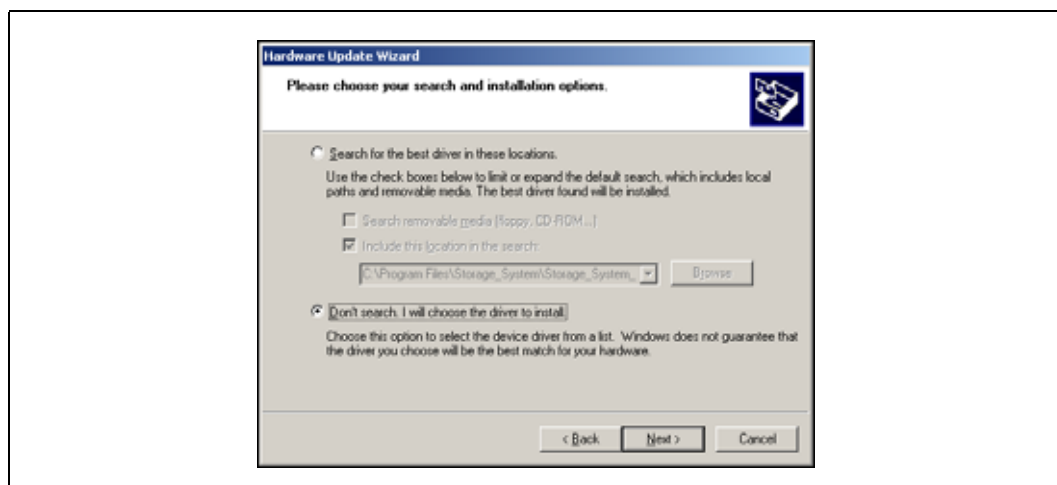 Hardware Update Wizard
Please choose your search and installation options.
Search for the best driver in these locations.
Use the check boxes below to limit or expand the default search, which includes local
paths and removable media. The best driver found will be installed.
Search removable media (floppy, CD-ROM...)
Include this location in the search:
C:\Program Files\Storage_System\Storage_System_
Browse
Don't search. I will choose the driver to install.
Choose this option to select the device driver from a list. Windows does not guarantee that
the driver you choose will be the best match for your hardware.
< Back Next > Cancel